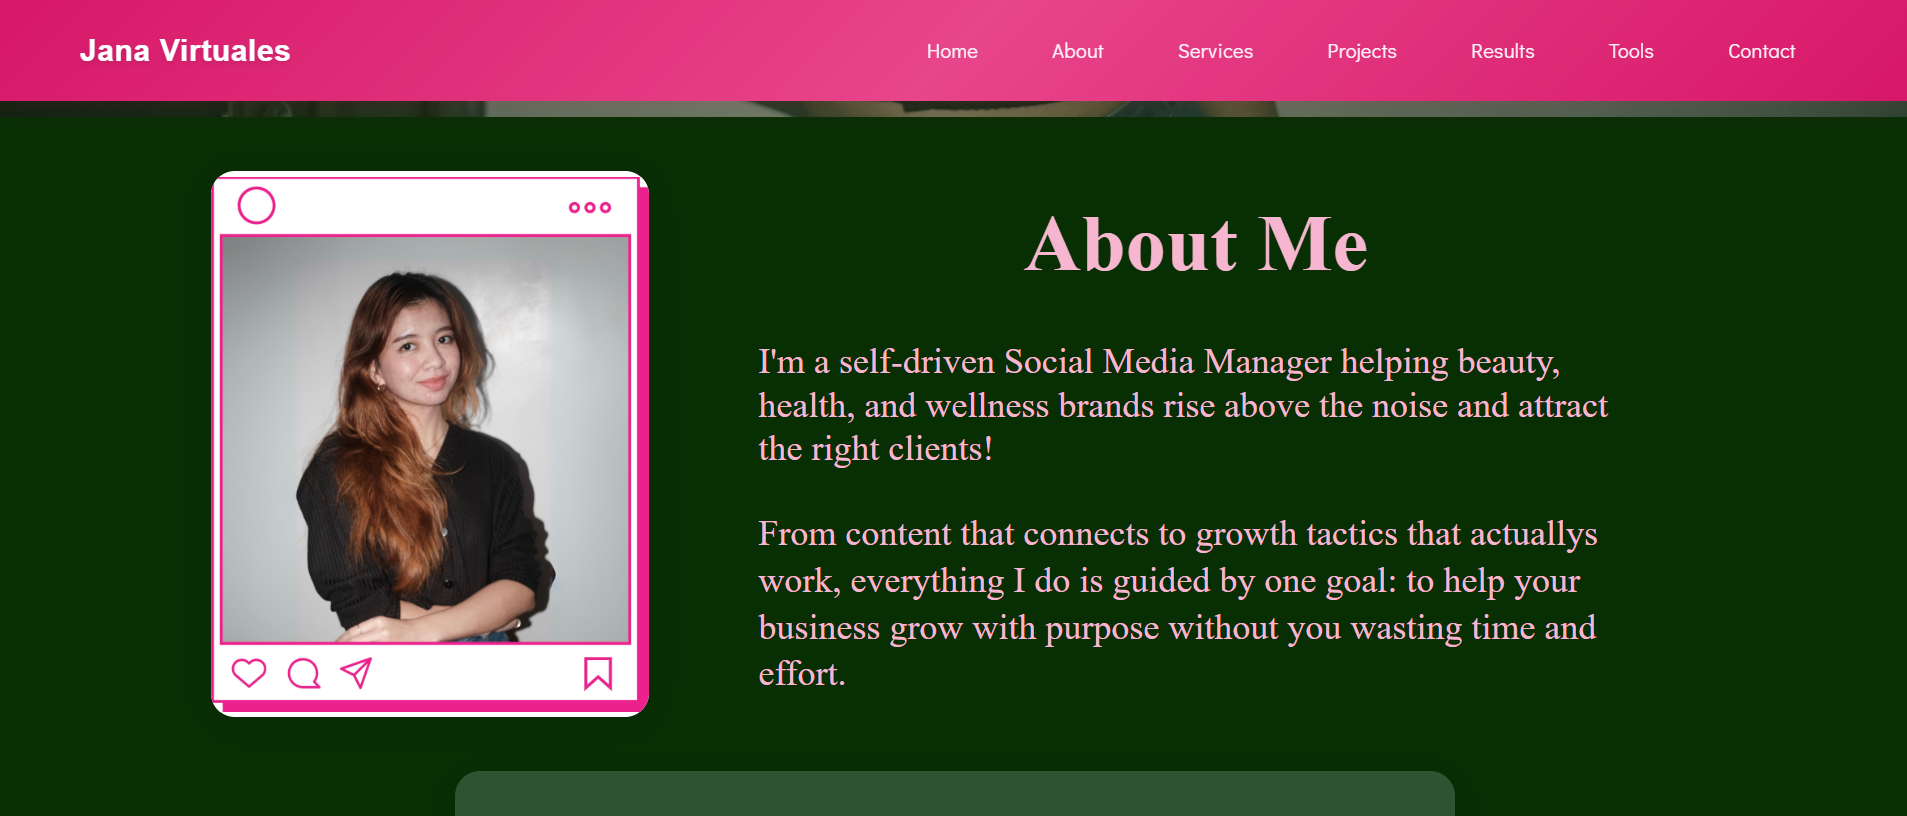 Jana Virtuales
Home About Services Projects Results Tools Contact
About Me
I'm a self-driven Social Media Manager helping beauty,
health, and wellness brands rise above the noise and attract
the right clients!
From content that connects to growth tactics that actuallys
work, everything I do is guided by one goal: to help your
business grow with purpose without you wasting time and
effort.